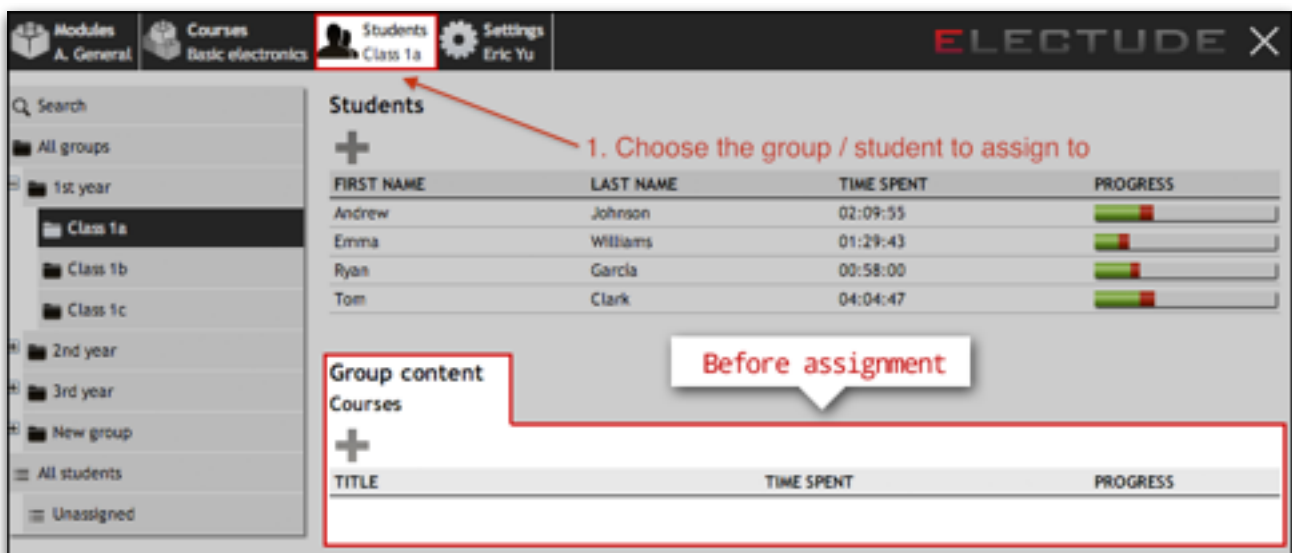 Modules
A. General
Courses
Basic electronics
Students
Class 1a
Settings
Eric Yu
ELECTUDE
Search
All groups
1st year
Class 1a
Class 1b
Class 1c
2nd year
3rd year
New group
All students
Unassigned
Students
1. Choose the group / student to assign to
FIRST NAME LAST NAME TIME SPENT PROGRESS
Andrew Johnson 02:09:55
Emma Williams 01:29:43
Ryan Garcia 00:58:00
Tom Clark 04:04:47
Before assignment
Group content
Courses
TITLE TIME SPENT PROGRESS